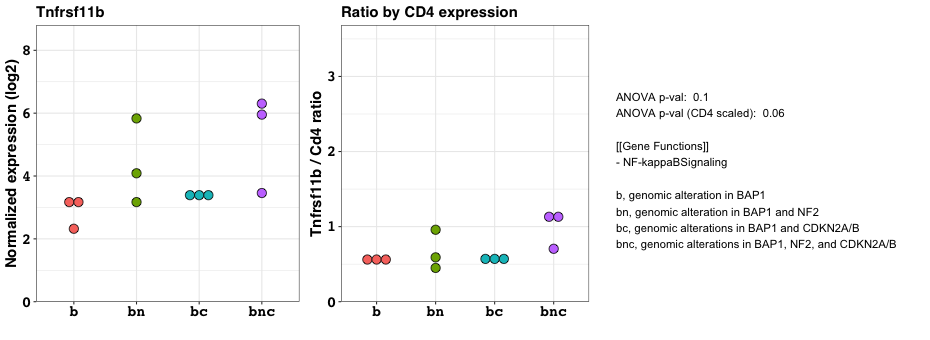 Tnfrsf11b
Normalized expression (log2)
8
6
4
2
0
b bn bc bnc
Ratio by CD4 expression
Tnfrsf11b / Cd4 ratio
3
2
1
0
b bn bc bnc
ANOVA p-val:  0.1
ANOVA p-val (CD4 scaled):  0.06
[[Gene Functions]]
- NF-kappaBSignaling
b, genomic alteration in BAP1
bn, genomic alteration in BAP1 and NF2
bc, genomic alterations in BAP1 and CDKN2A/B
bnc, genomic alterations in BAP1, NF2, and CDKN2A/B